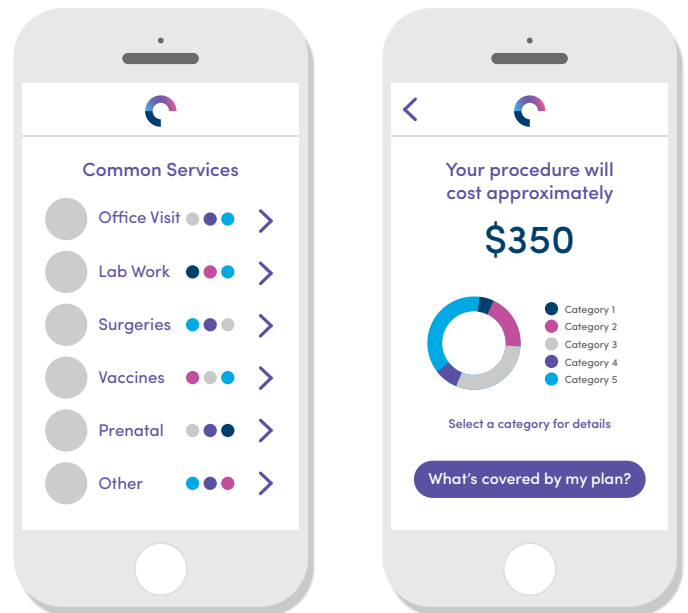 Common Services
Office Visit
Lab Work
Surgeries
Vaccines
Prenatal
Other
Your procedure will
cost approximately
$350
Category 1
Category 2
Category 3
Category 4
Category 5
Select a category for details
What's covered by my plan?